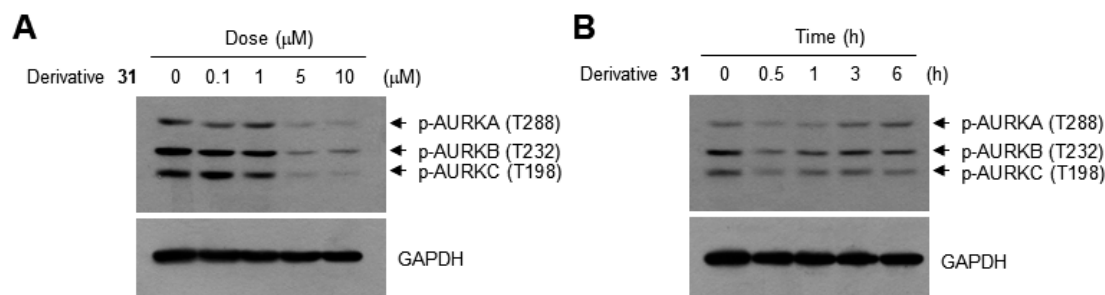 A
Dose (μM)
Derivative 31 0 0.1 1 5 10 (μM)
p-AURKA (T288)
p-AURKB (T232)
p-AURKC (T198)
GAPDH
B
Time (h)
Derivative 31 0 0.5 1 3 6 (h)
p-AURKA (T288)
p-AURKB (T232)
p-AURKC (T198)
GAPDH